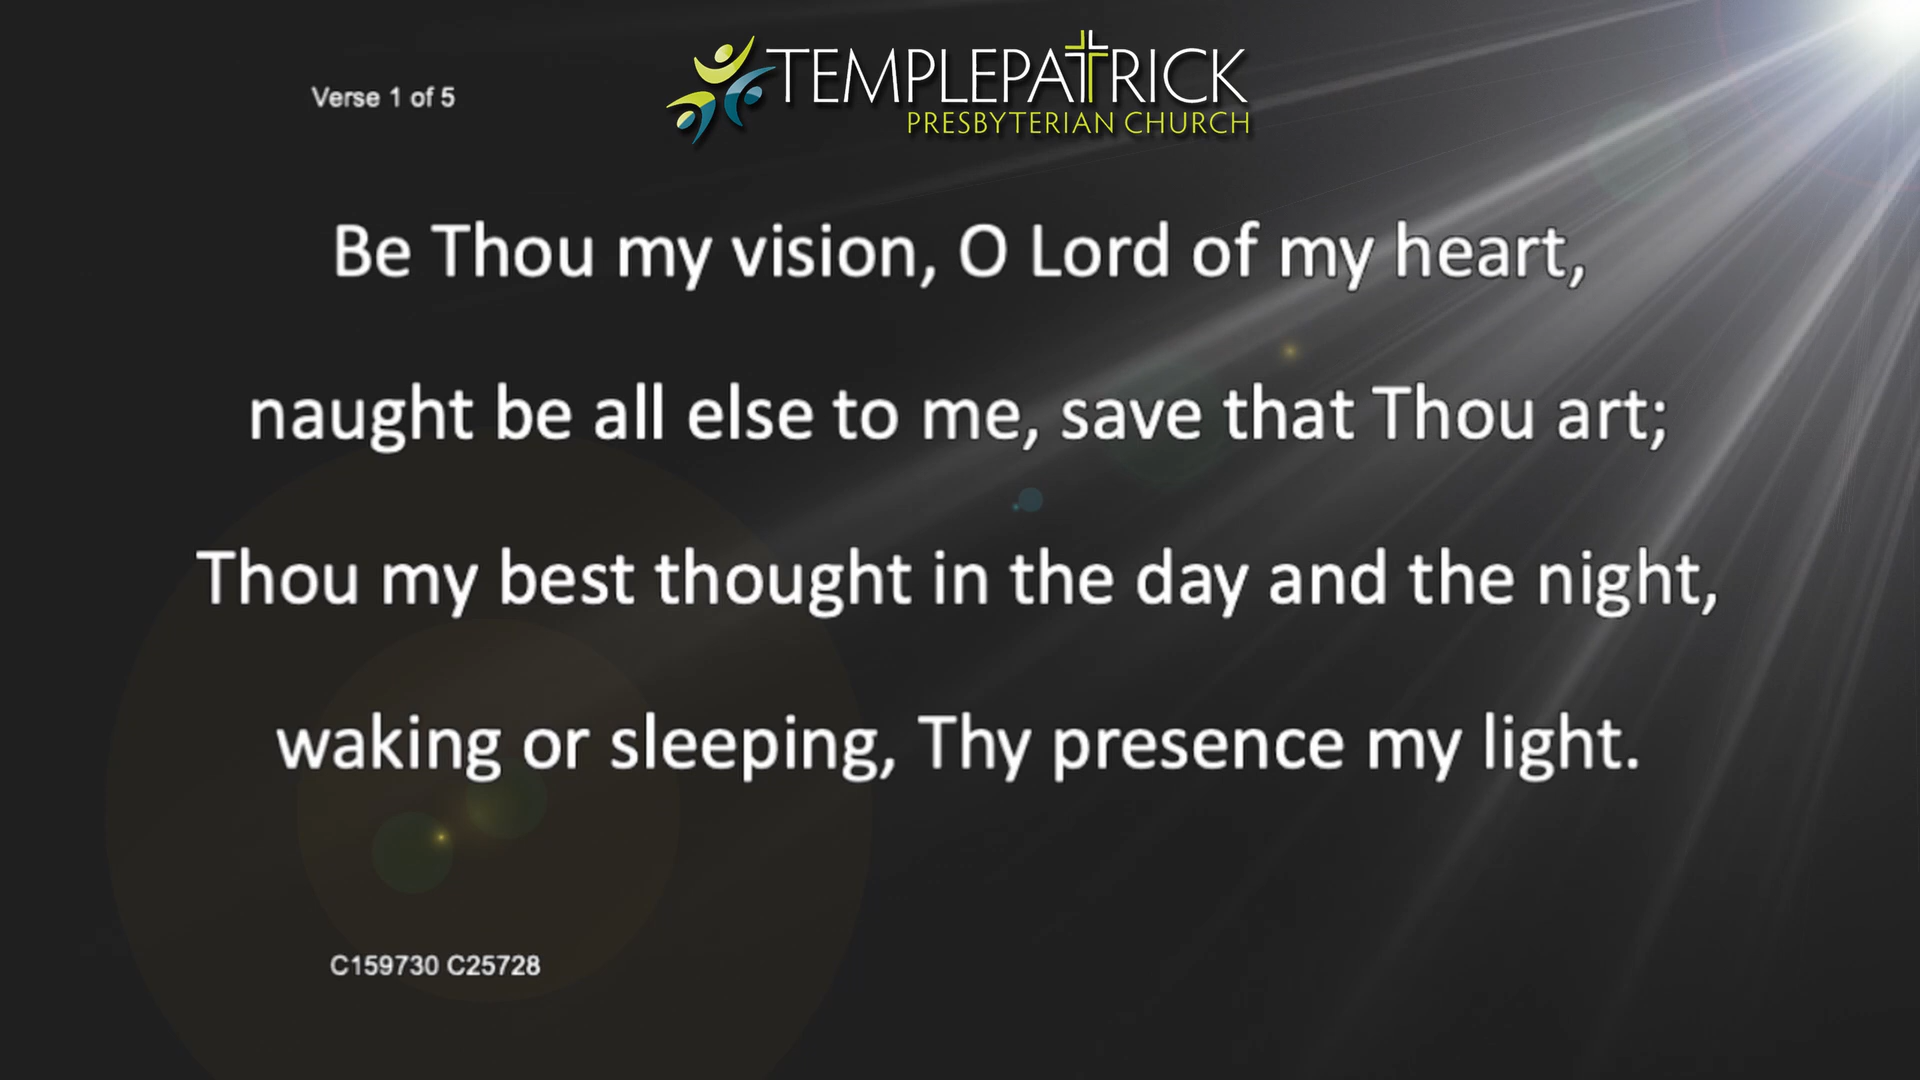 Verse 1 of 5
TEMPLEPATRICK
PRESBYTERIAN CHURCH
Be Thou my vision, O Lord of my heart,
naught be all else to me, save that Thou art;
Thou my best thought in the day and the night,
waking or sleeping, Thy presence my light.
C159730 C25728